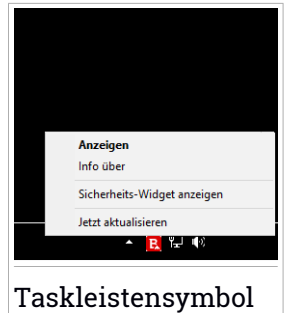 Anzeigen
Info über
Sicherheits-Widget anzeigen
Jetzt aktualisieren
B
Taskleistensymbol